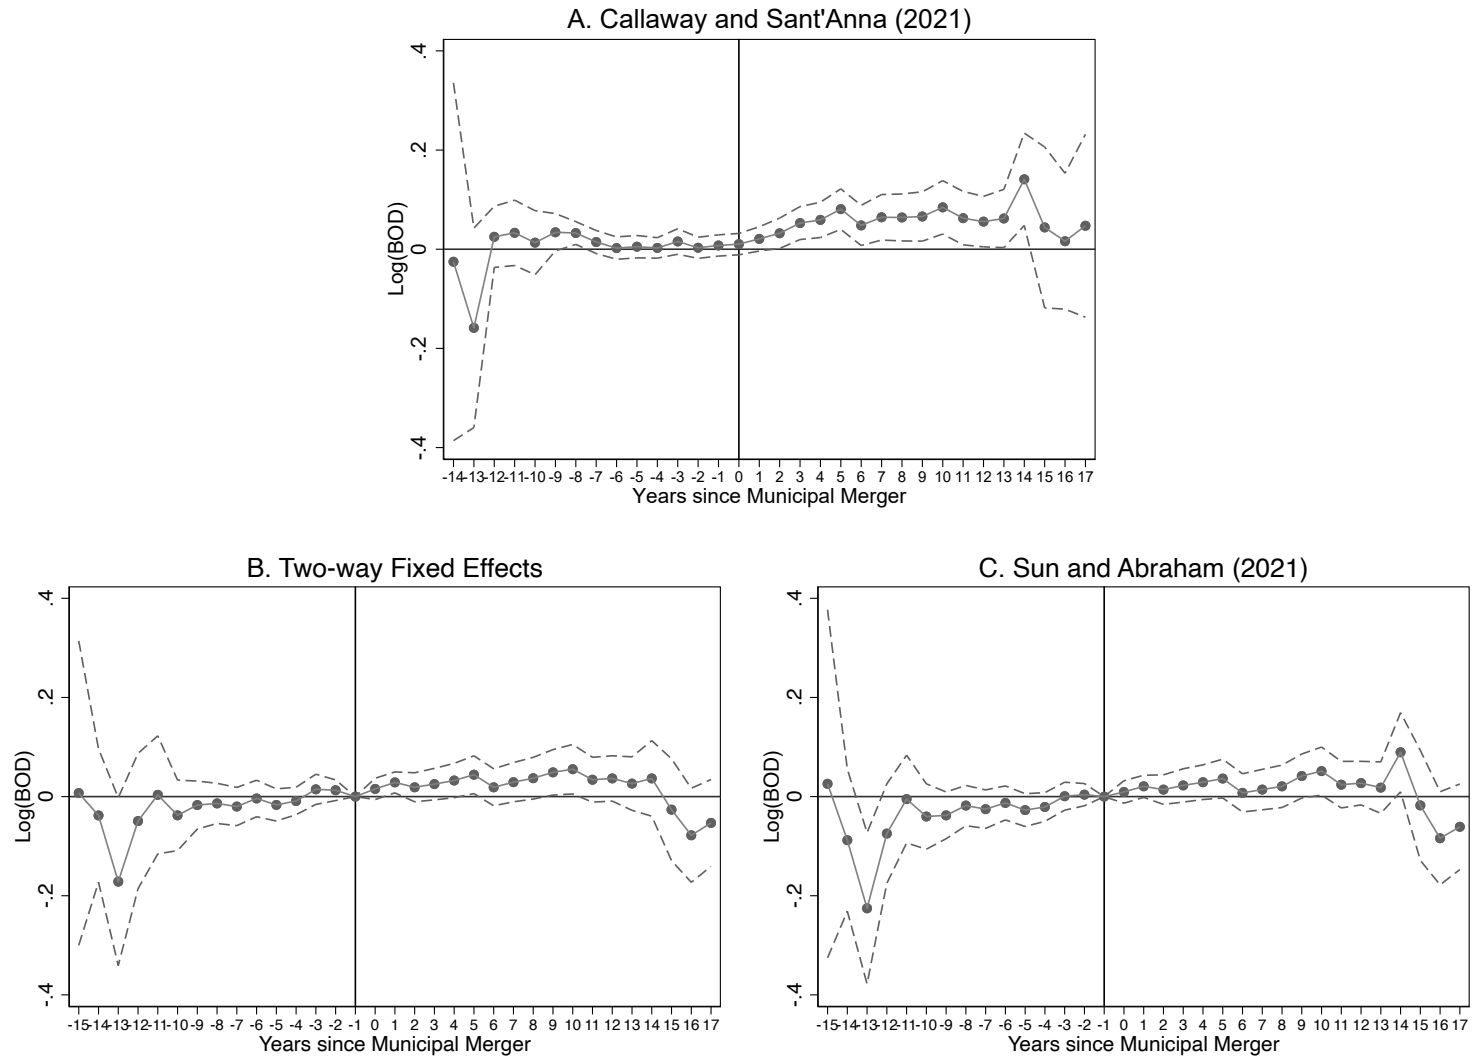 A. Callaway and Sant'Anna (2021)
.4
.2
0
-.2
-.4
Log(BOD)
-14 -13 -12 -11 -10 -9 -8 -7 -6 -5 -4 -3 -2 -1 0 1 2 3 4 5 6 7 8 9 10 11 12 13 14 15 16 17
Years since Municipal Merger
B. Two-way Fixed Effects
.4
.2
0
-.2
-.4
Log(BOD)
-15 -14 -13 -12 -11 -10 -9 -8 -7 -6 -5 -4 -3 -2 -1 0 1 2 3 4 5 6 7 8 9 10 11 12 13 14 15 16 17
Years since Municipal Merger
C. Sun and Abraham (2021)
.4
.2
0
-.2
-.4
Log(BOD)
-15 -14 -13 -12 -11 -10 -9 -8 -7 -6 -5 -4 -3 -2 -1 0 1 2 3 4 5 6 7 8 9 10 11 12 13 14 15 16 17
Years since Municipal Merger